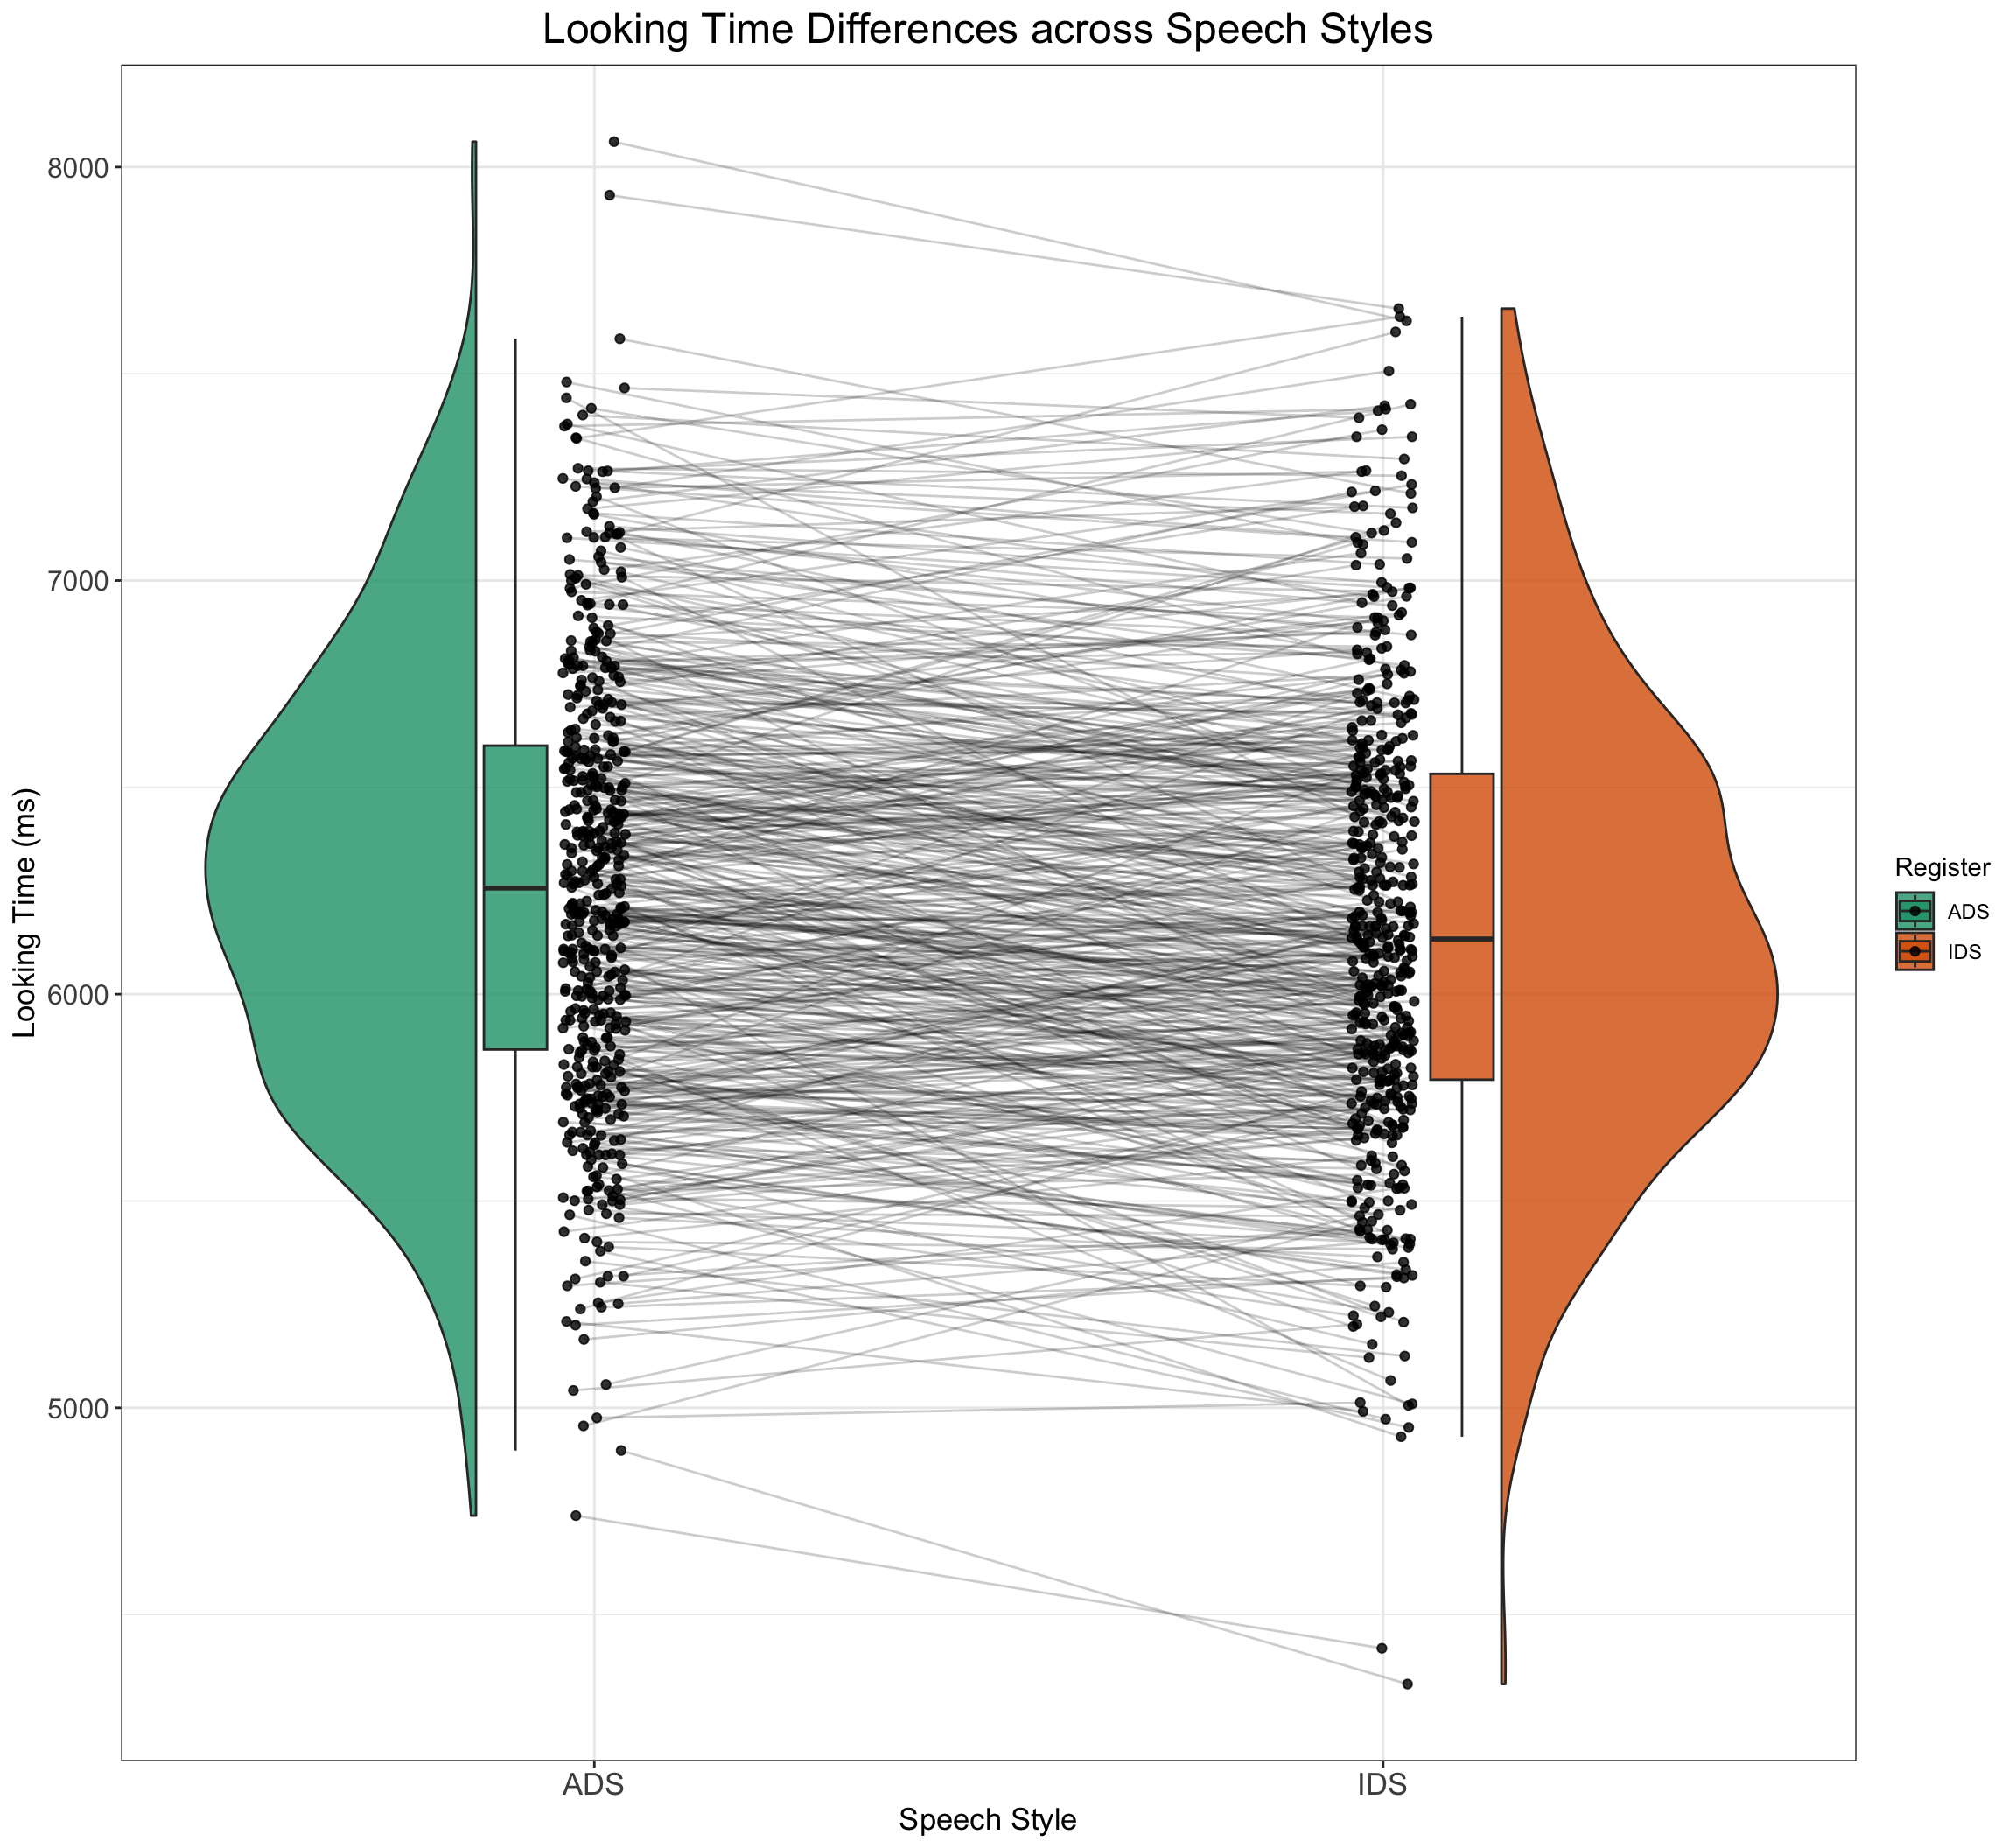 Looking Time Differences across Speech Styles
8000
7000
6000
5000
Looking Time (ms)
ADS
IDS
Speech Style
Register
ADS
IDS